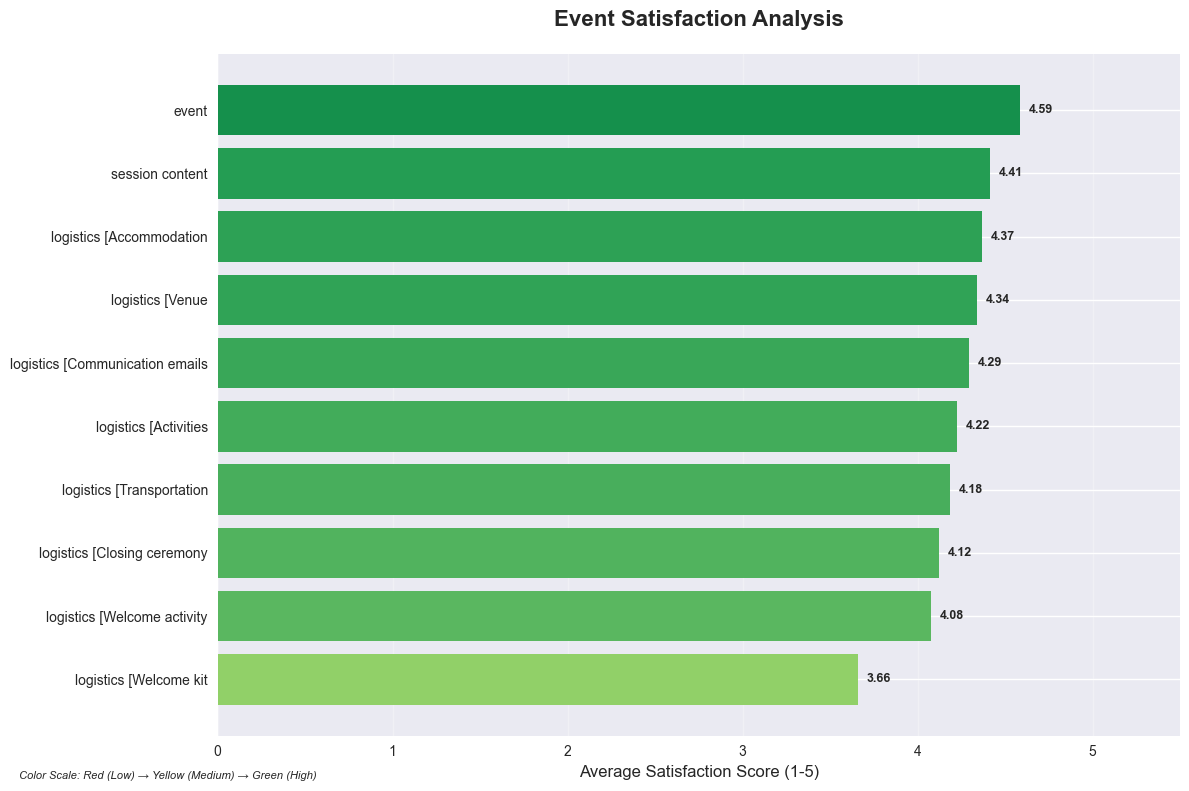 Event Satisfaction Analysis
event
4.59
session content
4.41
logistics [Accommodation
4.37
logistics [Venue
4.34
logistics [Communication emails
4.29
logistics [Activities
4.22
logistics [Transportation
4.18
logistics [Closing ceremony
4.12
logistics [Welcome activity
4.08
logistics [Welcome kit
3.66
0 1 2 3 4 5
Average Satisfaction Score (1-5)
Color Scale: Red (Low) → Yellow (Medium) → Green (High)